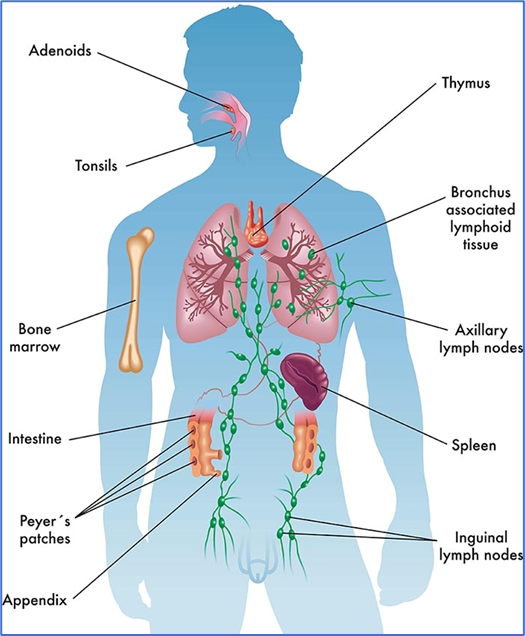 Adenoids
Tonsils
Thymus
Bronchus
associated
lymphoid
tissue
Bone
marrow
Axillary
lymph nodes
Intestine
Spleen
Peyer´s
patches
Inguinal
lymph nodes
Appendix